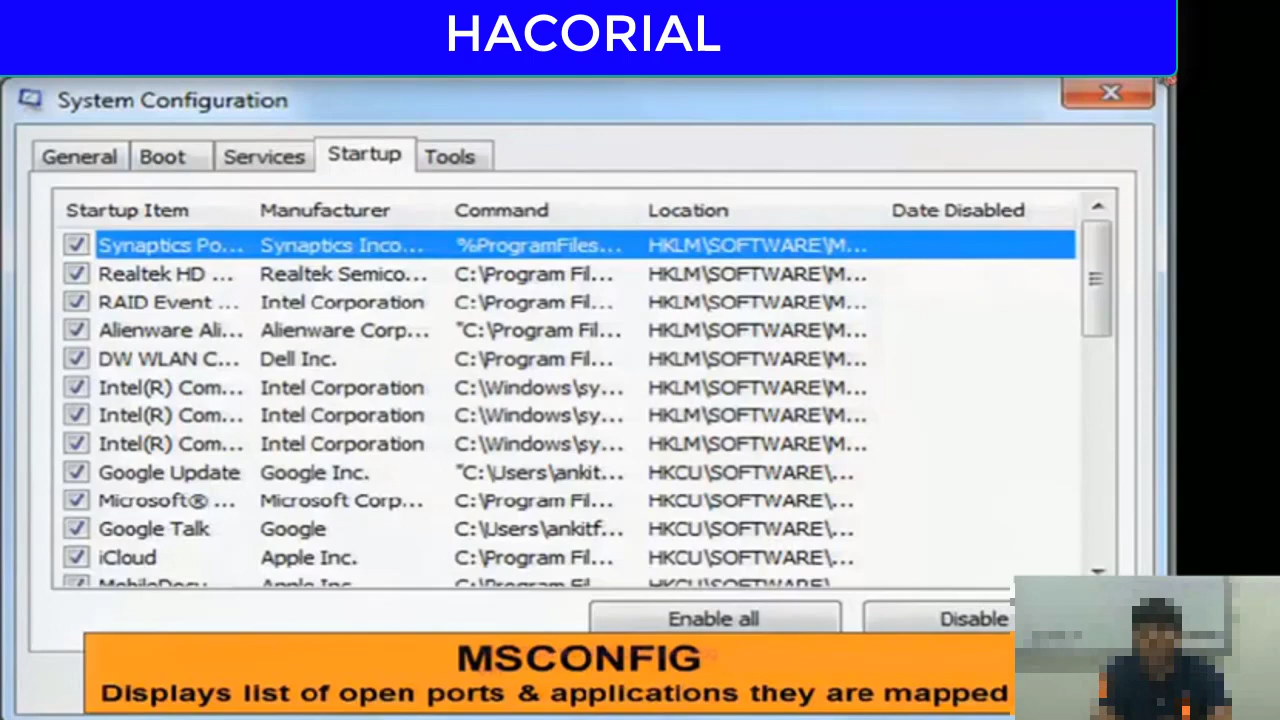 HACORIAL
System Configuration
General Boot Services Startup Tools
Startup Item Manufacturer Command Location Date Disabled
Synaptics Po... Synaptics Inco... %ProgramFiles... HKLM\SOFTWARE\M...
Realtek HD ... Realtek Semico... C:\Program Fil... HKLM\SOFTWARE\M...
RAID Event ... Intel Corporation C:\Program Fil... HKLM\SOFTWARE\M...
Alienware Ali... Alienware Corp... "C:\Program Fil... HKLM\SOFTWARE\M...
DW WLAN C... Dell Inc. C:\Program Fil... HKLM\SOFTWARE\M...
Intel(R) Com... Intel Corporation C:\Windows\sy... HKLM\SOFTWARE\M...
Intel(R) Com... Intel Corporation C:\Windows\sy... HKLM\SOFTWARE\M...
Intel(R) Com... Intel Corporation C:\Windows\sy... HKLM\SOFTWARE\M...
Google Update Google Inc. "C:\Users\ankit... HKCU\SOFTWARE\...
Microsoft® ... Microsoft Corp... C:\Program Fil... HKCU\SOFTWARE\...
Google Talk Google C:\Users\ankitf... HKCU\SOFTWARE\...
iCloud Apple Inc. C:\Program Fil... HKCU\SOFTWARE\...
Apple Inc. C:\Program Fil... HKCU\SOFTWARE\
Enable all Disable
MSCONFIG
Displays list of open ports & applications they are mapped